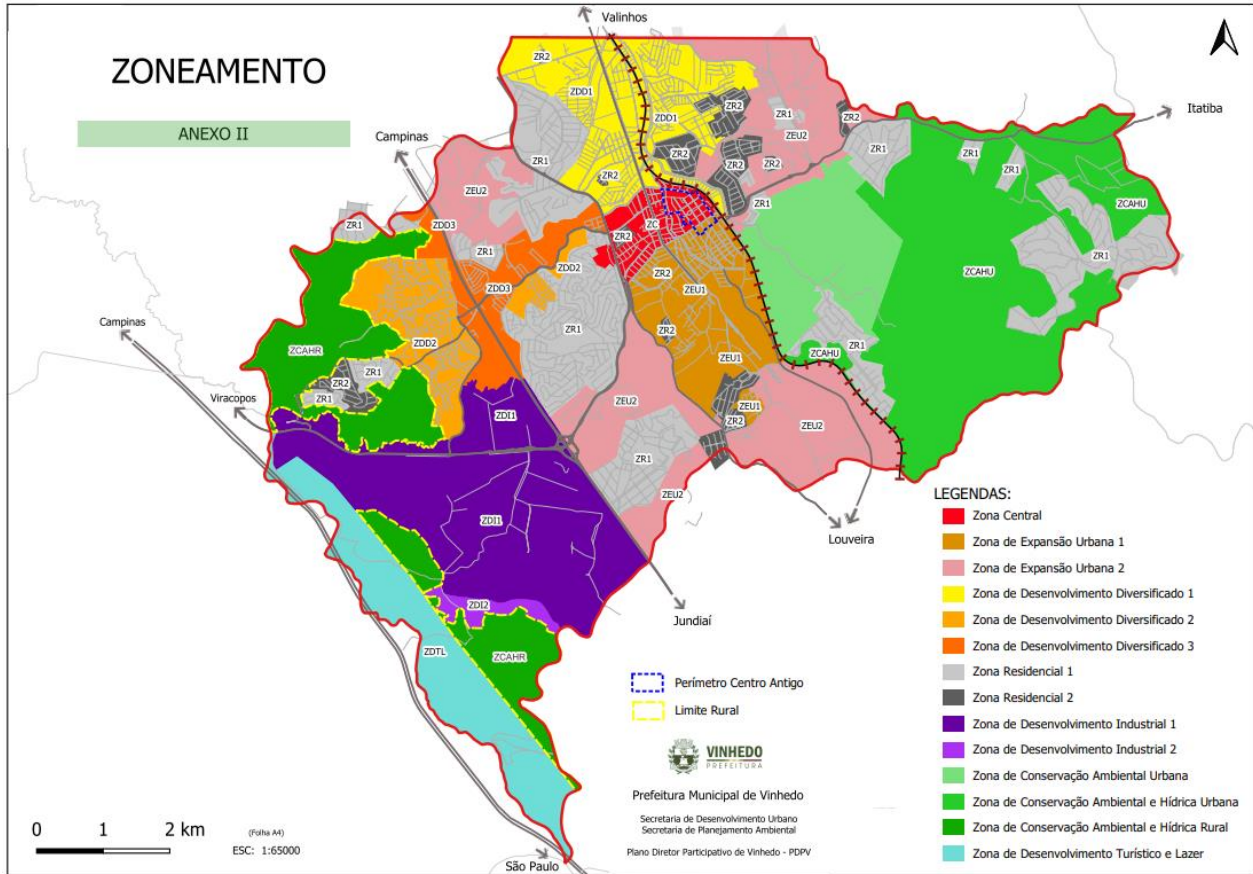 ZONEAMENTO
ANEXO II
Valinhos
Itatiba
Campinas
Campinas
Viracopos
Louveira
Jundiaí
São Paulo
ZR2
ZDD1
ZDD1
ZR2
ZR1
ZR2
ZEU2
ZR2
ZR1
ZR1
ZR1
ZR1
ZEU2
ZR2
ZR2
ZR2
ZR2
ZR1
ZCAHU
ZR1
ZDD3
ZR1
ZC
ZR2
ZR1
ZDD2
ZR2
ZEU1
ZCAHU
ZDD3
ZR1
ZR2
ZDD2
ZCAHR
ZR1
ZR2
ZR1
ZEU1
ZCAHU
ZR1
ZEU2
ZEU1
ZR2
ZEU2
ZDI1
ZR1
ZEU2
ZDI1
ZDI2
ZDTL
ZCAHR
LEGENDAS:
Zona Central
Zona de Expansão Urbana 1
Zona de Expansão Urbana 2
Zona de Desenvolvimento Diversificado 1
Zona de Desenvolvimento Diversificado 2
Zona de Desenvolvimento Diversificado 3
Zona Residencial 1
Zona Residencial 2
Zona de Desenvolvimento Industrial 1
Zona de Desenvolvimento Industrial 2
Zona de Conservação Ambiental Urbana
Zona de Conservação Ambiental e Hídrica Urbana
Zona de Conservação Ambiental e Hídrica Rural
Zona de Desenvolvimento Turístico e Lazer
Perímetro Centro Antigo
Limite Rural
VINHEDO
PREFEITURA
Prefeitura Municipal de Vinhedo
Secretaria de Desenvolvimento Urbano
Secretaria de Planejamento Ambiental
Plano Diretor Participativo de Vinhedo - PDPV
0 1 2 km
(Folha A4)
ESC: 1:65000